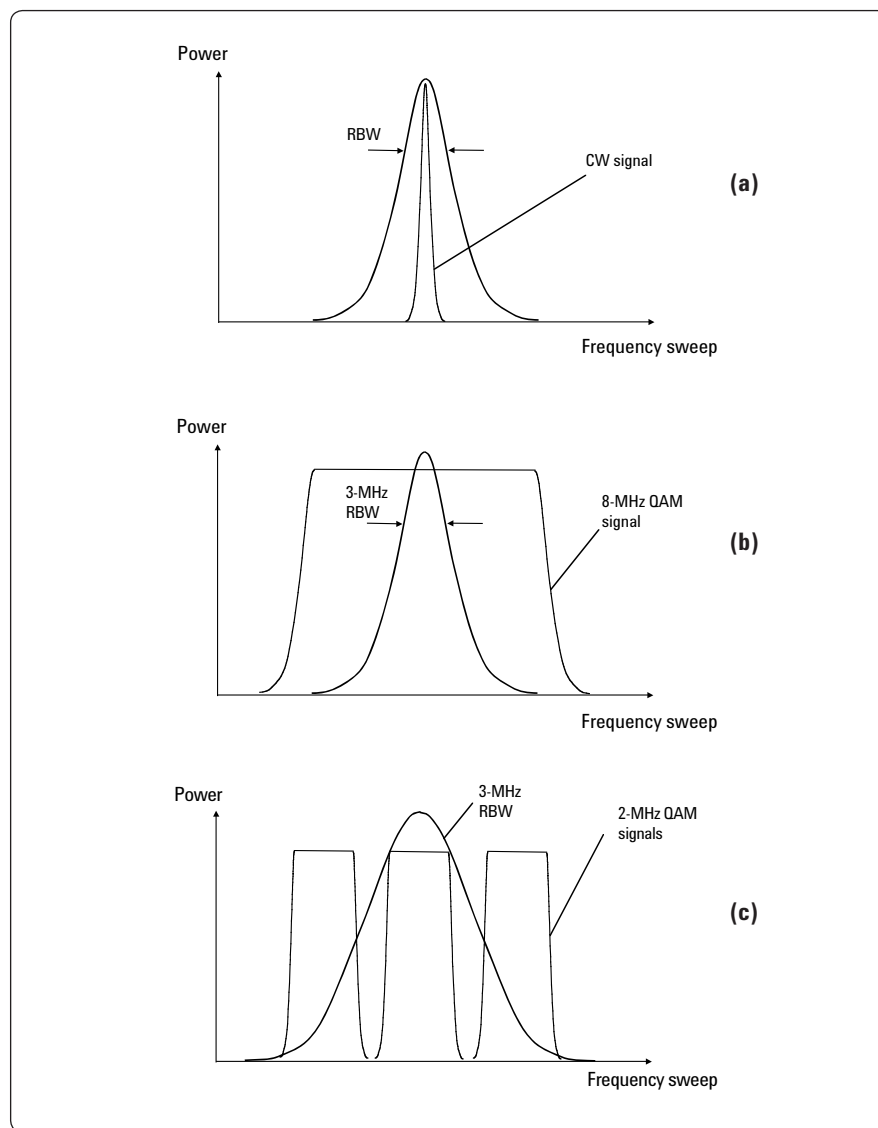 Power
RBW
CW signal
(a)
Frequency sweep
Power
3-MHz
RBW
8-MHz QAM
signal
(b)
Frequency sweep
Power
3-MHz
RBW
2-MHz QAM
signals
(c)
Frequency sweep